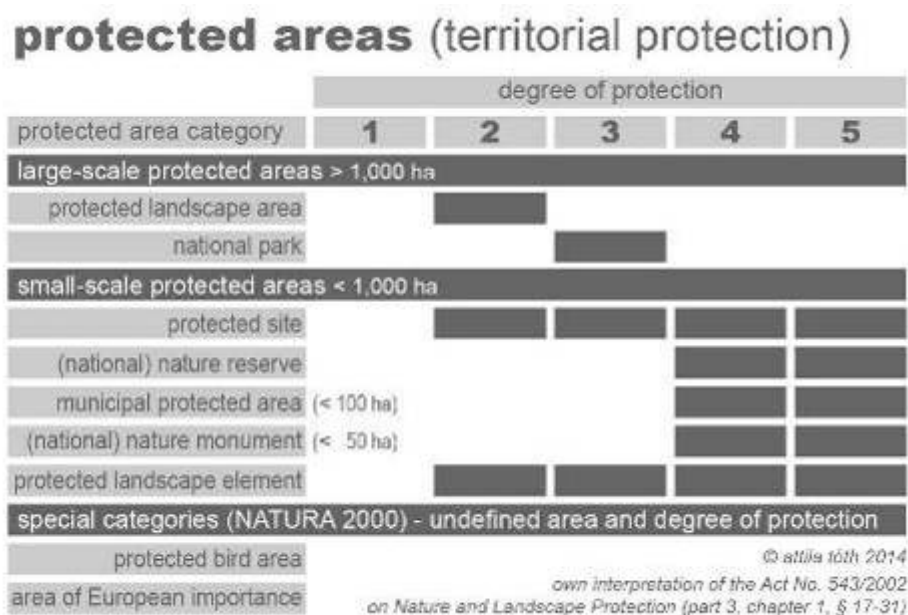 protected areas (territorial protection)
degree of protection
protected area category 1 2 3 4 5
large-scale protected areas > 1,000 ha
protected landscape area
national park
small-scale protected areas < 1,000 ha
protected site
(national) nature reserve
municipal protected area (< 100 ha)
(national) nature monument (< 50 ha)
protected landscape element
special categories (NATURA 2000) - undefined area and degree of protection
protected bird area
© attila tóth 2014
area of European importance
own interpretation of the Act No. 543/2002
on Nature and Landscape Protection (part 3, chapter 1, § 17-31)